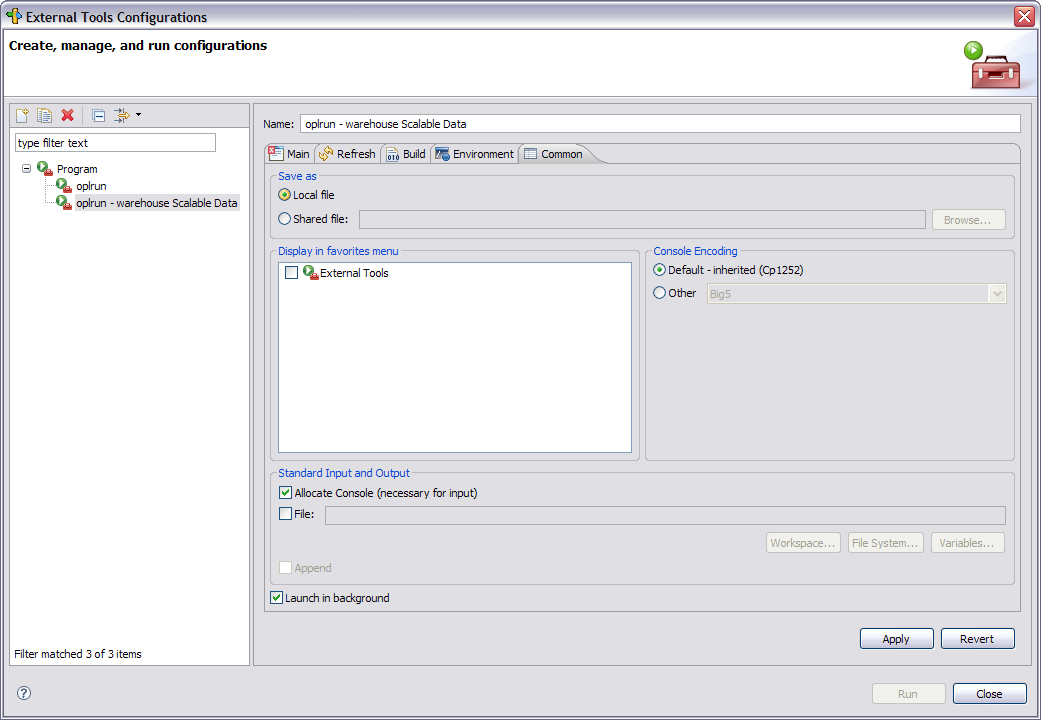 External Tools Configurations
Create, manage, and run configurations
type filter text
Program
oplrun
oplrun - warehouse Scalable Data
Filter matched 3 of 3 items
Name: oplrun - warehouse Scalable Data
Main Refresh Build Environment Common
Save as
Local file
Shared file: Browse...
Display in favorites menu
External Tools
Console Encoding
Default - inherited (Cp1252)
Other Big5
Standard Input and Output
Allocate Console (necessary for input)
File:
Workspace... File System... Variables...
Append
Launch in background
Apply Revert
? Run Close